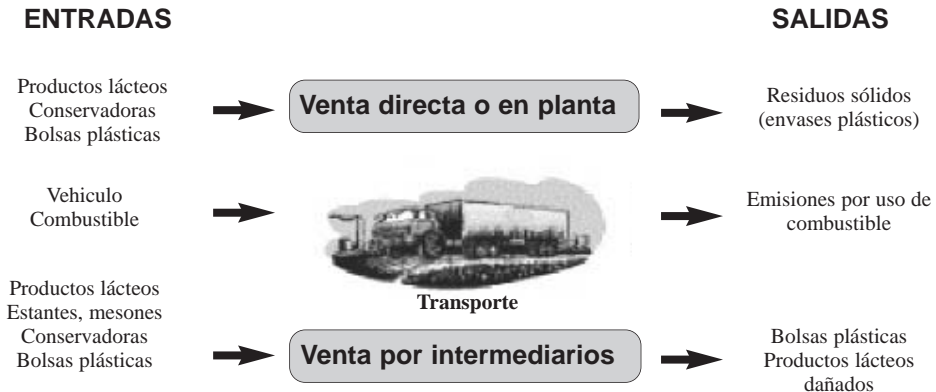 ENTRADAS
SALIDAS
Productos lácteos
Conservadoras
Bolsas plásticas
Venta directa o en planta
Residuos sólidos
(envases plásticos)
Vehiculo
Combustible
Transporte
Emisiones por uso de
combustible
Productos lácteos
Estantes, mesones
Conservadoras
Bolsas plásticas
Venta por intermediarios
Bolsas plásticas
Productos lácteos
dañados